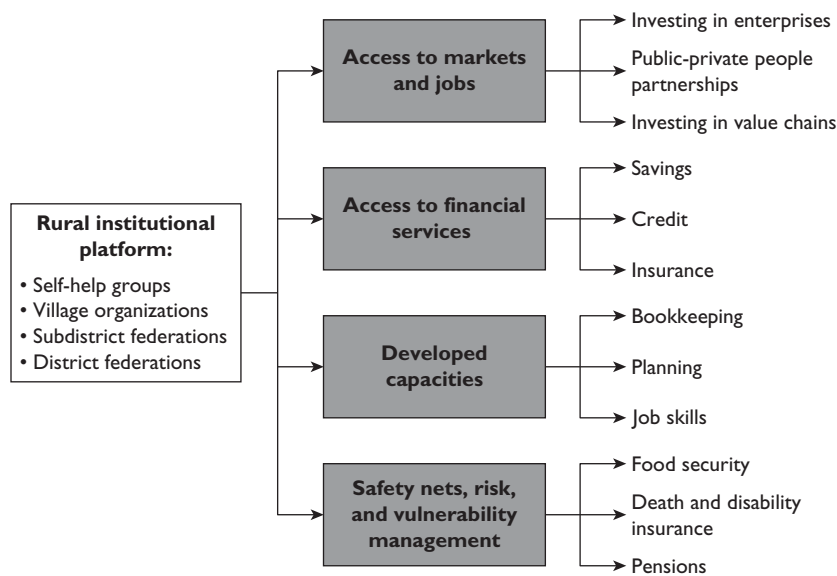 Rural institutional
platform:
• Self-help groups
• Village organizations
• Subdistrict federations
• District federations
Access to markets
and jobs
Investing in enterprises
Public-private people
partnerships
Investing in value chains
Access to financial
services
Savings
Credit
Insurance
Developed
capacities
Bookkeeping
Planning
Job skills
Safety nets, risk,
and vulnerability
management
Food security
Death and disability
insurance
Pensions